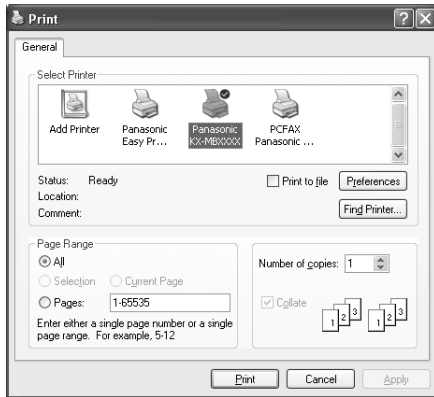 Print
General
Select Printer
Add Printer
Panasonic Easy Pr...
Panasonic KX-MBXXXX
PCFAX Panasonic ...
Status: Ready
Location:
Comment:
Print to file
Preferences
Find Printer...
Page Range
All
Selection
Current Page
Pages: 1-65535
Enter either a single page number or a single
page range. For example, 5-12
Number of copies: 1
Collate
1 2 3 1 2 3
Print
Cancel
Apply